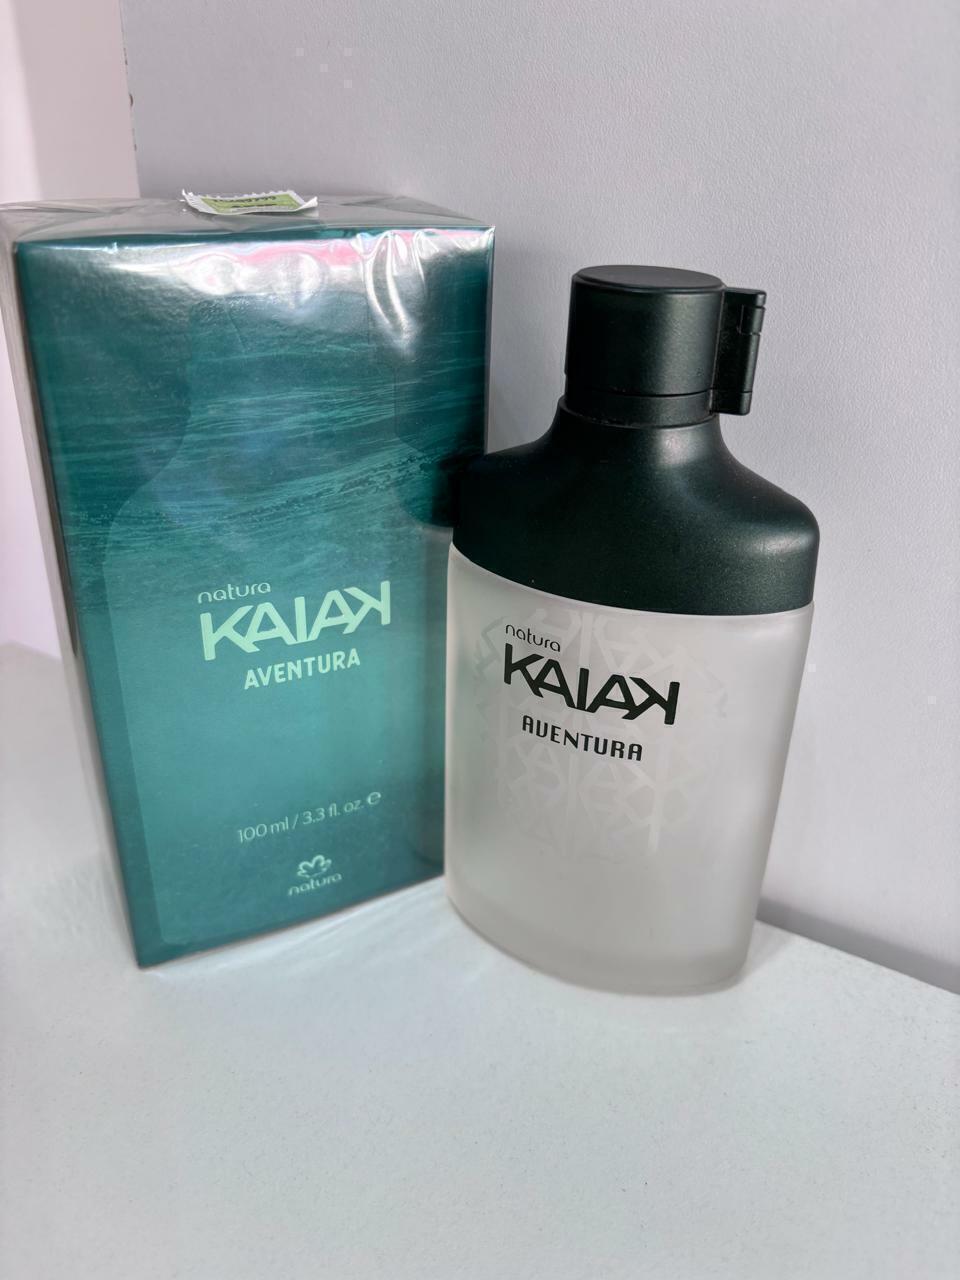 natura
KAIAK
AVENTURA
100 ml / 3.3 fl. oz. ℮
natura
natura
KAIAK
AVENTURA